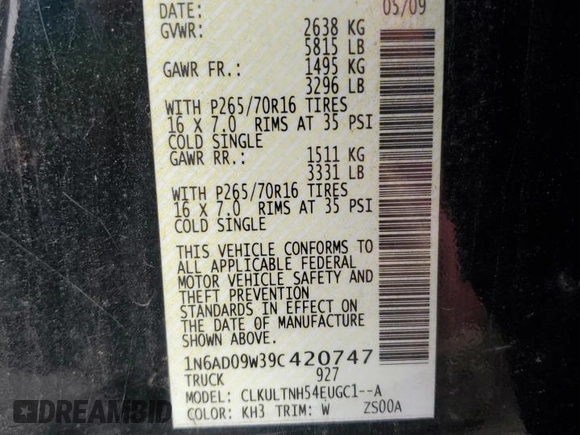 DATE: 05/09
GVWR: 2638 KG
5815 LB
GAWR FR.: 1495 KG
3296 LB
WITH P265/70R16 TIRES
16 X 7.0 RIMS AT 35 PSI
COLD SINGLE
GAWR RR.: 1511 KG
3331 LB
WITH P265/70R16 TIRES
16 X 7.0 RIMS AT 35 PSI
COLD SINGLE
THIS VEHICLE CONFORMS TO
ALL APPLICABLE FEDERAL
MOTOR VEHICLE SAFETY AND
THEFT PREVENTION
STANDARDS IN EFFECT ON
THE DATE OF MANUFACTURE
SHOWN ABOVE.
1N6AD09W39C420747
TRUCK 927
MODEL: CLKULTNH54EUGC1--A
COLOR: KH3 TRIM: W ZS00A
© EPICBID
DREAMBID.COM